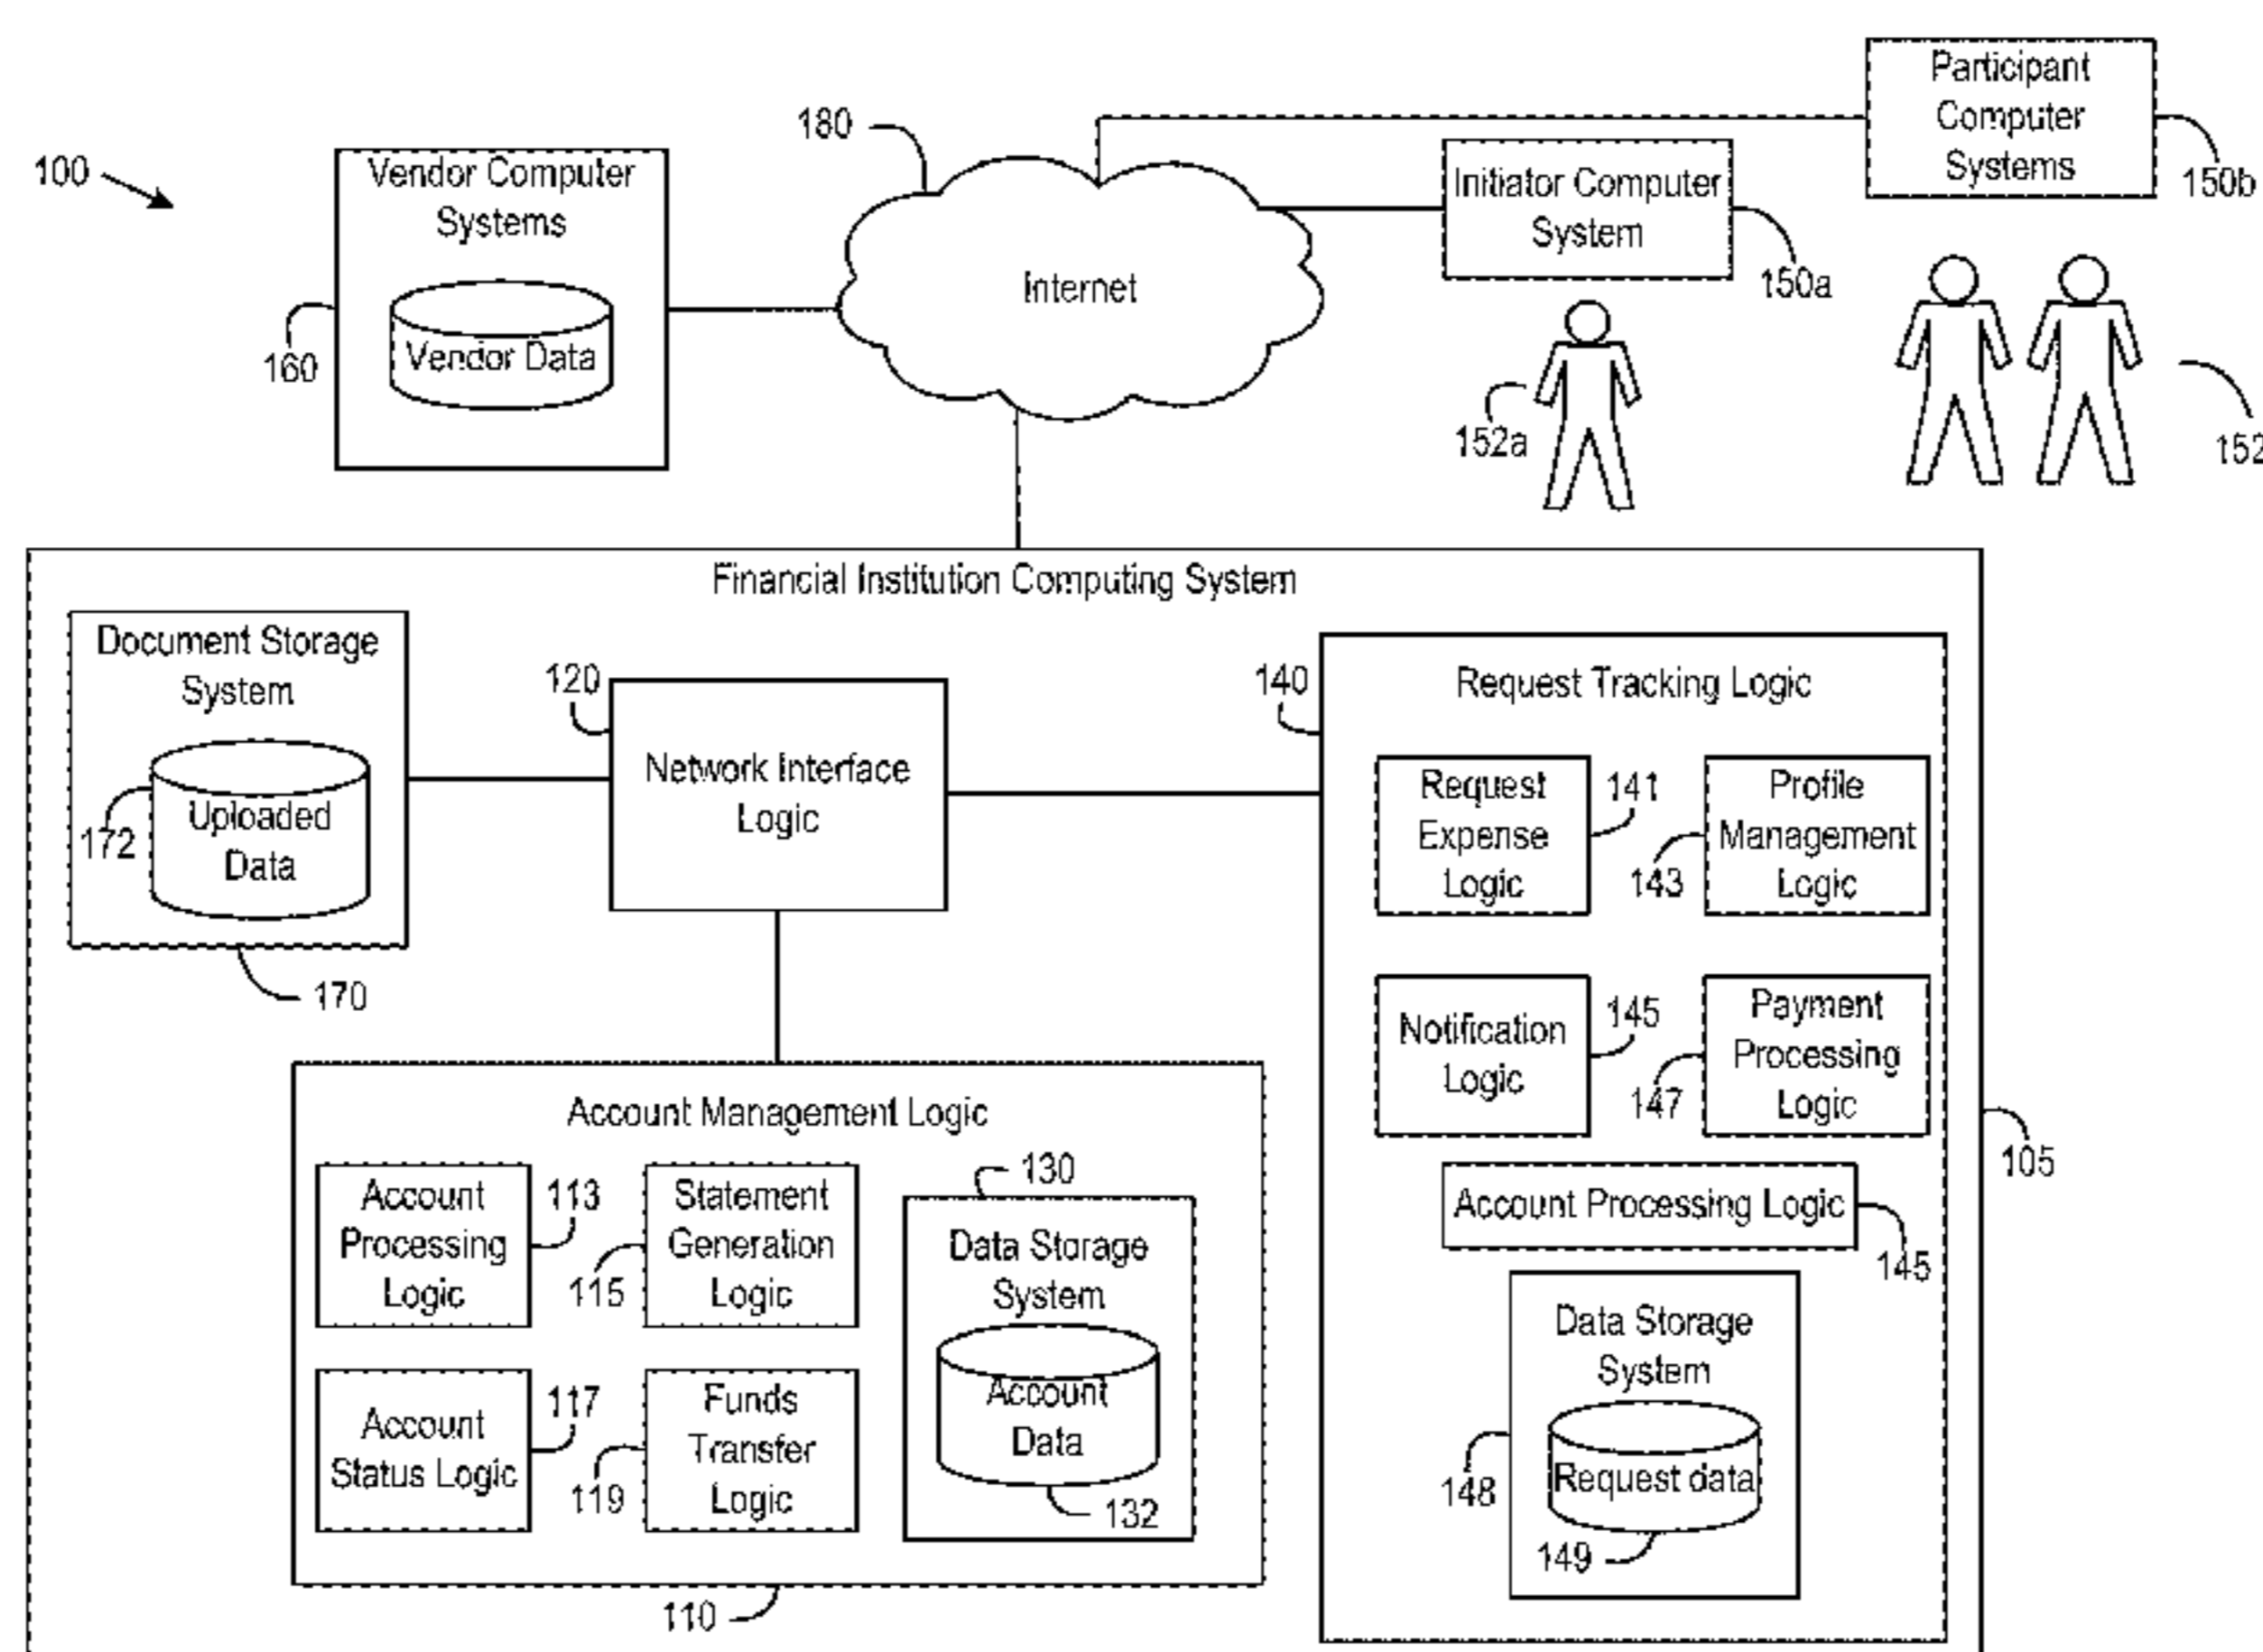 100
Vendor Computer
Systems
Vendor Data
160
180
Internet
Initiator Computer
System
150a
152a
Participant
Computer
Systems
150b
152
Financial Institution Computing System
Document Storage
System
Uploaded
Data
172
170
120
Network Interface
Logic
140
Request Tracking Logic
Request
Expense
Logic
141
Profile
Management
Logic
143
Notification
Logic
145
Payment
Processing
Logic
147
105
Account Processing Logic
145
Data Storage
System
Request data
148
149
Account Management Logic
Account
Processing
Logic
113
Statement
Generation
Logic
115
130
Data Storage
System
Account
Data
132
Account
Status Logic
117
Funds
Transfer
Logic
119
110